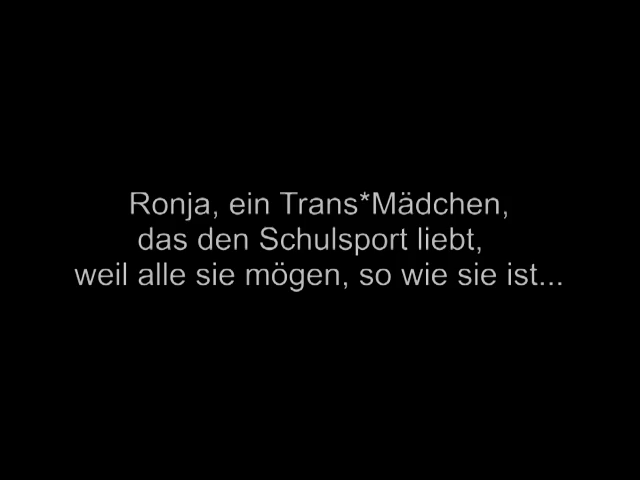 Ronja, ein Trans*Mädchen,
das den Schulsport liebt,
weil alle sie mögen, so wie sie ist...